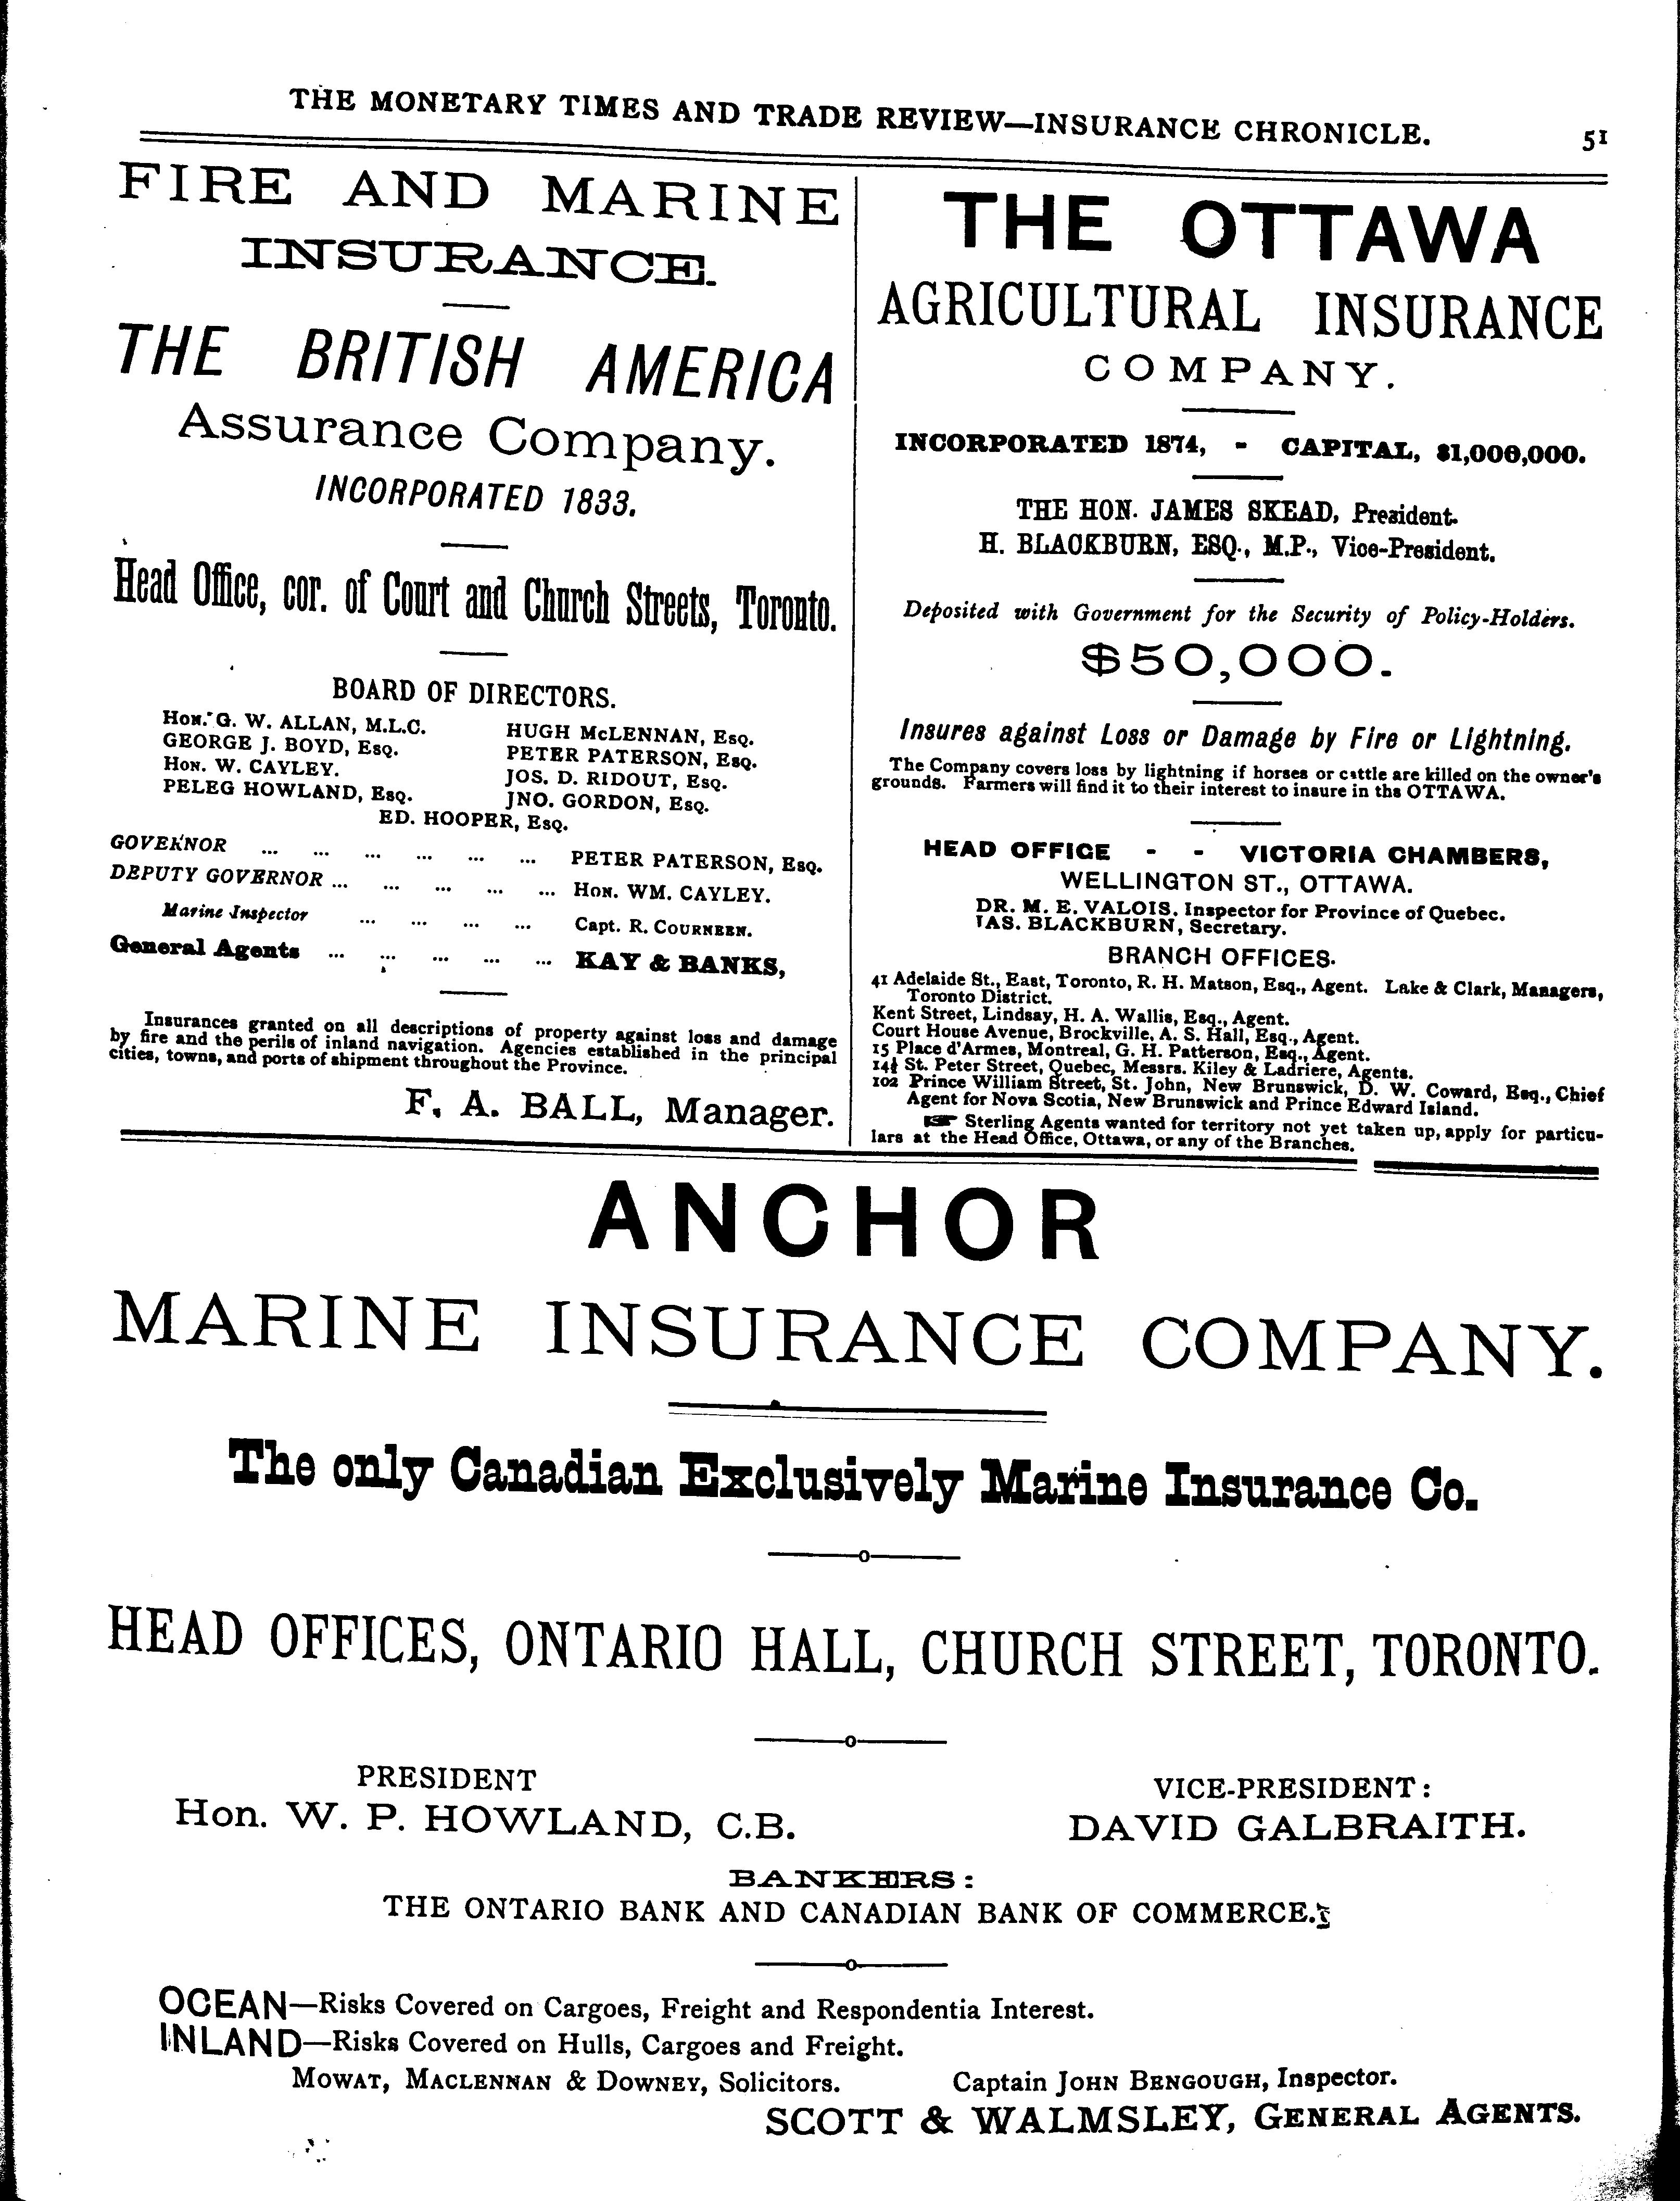 THE MONETARY TIMES AND TRADE REVIEW—INSURANCE CHRONICLE. 51
FIRE AND MARINE
INSURANCE.
THE BRITISH AMERICA
Assurance Company.
INCORPORATED 1833.
Head Office, cor. of Court and Church Streets, Toronto.
BOARD OF DIRECTORS.
HON. G. W. ALLAN, M.L.C. HUGH McLENNAN, ESQ.
GEORGE J. BOYD, ESQ. PETER PATERSON, ESQ.
HON. W. CAYLEY. JOS. D. RIDOUT, ESQ.
PELEG HOWLAND, ESQ. JNO. GORDON, ESQ.
ED. HOOPER, ESQ.
GOVERNOR ... ... ... ... ... ... PETER PATERSON, ESQ.
DEPUTY GOVERNOR ... ... ... ... ... HON. WM. CAYLEY.
Marine Inspector ... ... ... ... Capt. R. COURNEEN.
General Agents ... ... ... ... ... KAY & BANKS,
Insurances granted on all descriptions of property against loss and damage
by fire and the perils of inland navigation. Agencies established in the principal
cities, towns, and ports of shipment throughout the Province.
F. A. BALL, Manager.
THE OTTAWA
AGRICULTURAL INSURANCE
COMPANY.
INCORPORATED 1874, - CAPITAL, $1,000,000.
THE HON. JAMES SKEAD, President.
H. BLACKBURN, ESQ., M.P., Vice-President.
Deposited with Government for the Security of Policy-Holders.
$50,000.
Insures against Loss or Damage by Fire or Lightning.
The Company covers loss by lightning if horses or cattle are killed on the owner's
grounds. Farmers will find it to their interest to insure in ths OTTAWA.
HEAD OFFICE - - VICTORIA CHAMBERS,
WELLINGTON ST., OTTAWA.
DR. M. E. VALOIS, Inspector for Province of Quebec.
JAS. BLACKBURN, Secretary.
BRANCH OFFICES.
41 Adelaide St., East, Toronto, R. H. Matson, Esq., Agent. Lake & Clark, Managers,
Toronto District.
Kent Street, Lindsay, H. A. Wallis, Esq., Agent.
Court House Avenue, Brockville, A. S. Hall, Esq., Agent.
15 Place d'Armes, Montreal, G. H. Patterson, Esq., Agent.
14½ St. Peter Street, Quebec, Messrs. Kiley & Ladriere, Agents.
102 Prince William Street, St. John, New Brunswick, D. W. Coward, Esq., Chief
Agent for Nova Scotia, New Brunswick and Prince Edward Island.
☞ Sterling Agents wanted for territory not yet taken up, apply for particu-
lars at the Head Office, Ottawa, or any of the Branches.
ANCHOR
MARINE INSURANCE COMPANY.
The only Canadian Exclusively Marine Insurance Co.
HEAD OFFICES, ONTARIO HALL, CHURCH STREET, TORONTO.
PRESIDENT VICE-PRESIDENT:
Hon. W. P. HOWLAND, C.B. DAVID GALBRAITH.
BANKERS:
THE ONTARIO BANK AND CANADIAN BANK OF COMMERCE.
OCEAN—Risks Covered on Cargoes, Freight and Respondentia Interest.
INLAND—Risks Covered on Hulls, Cargoes and Freight.
MOWAT, MACLENNAN & DOWNEY, Solicitors. Captain JOHN BENGOUGH, Inspector.
SCOTT & WALMSLEY, GENERAL AGENTS.